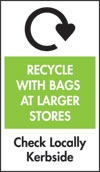 RECYCLE
WITH BAGS
AT LARGER
STORES
Check Locally
Kerbside